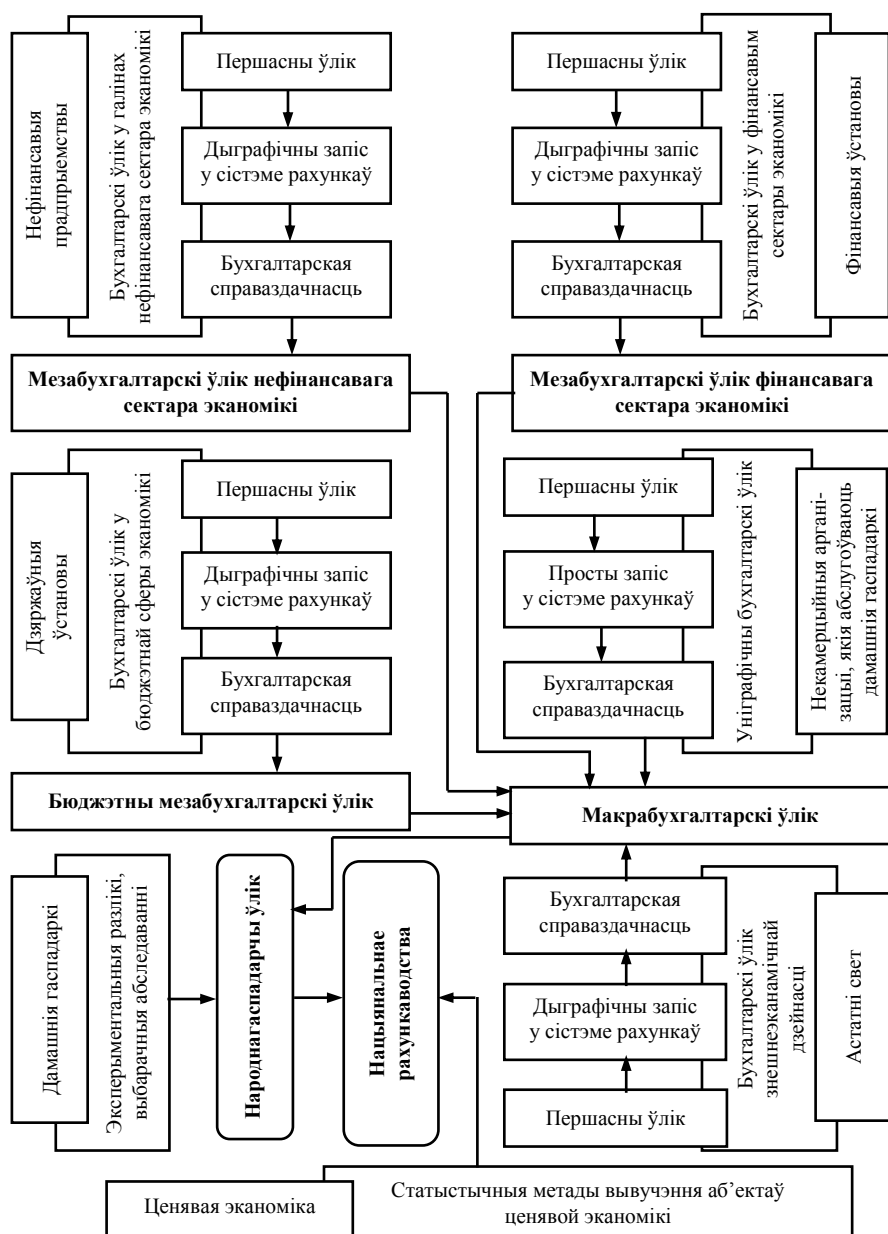 Нефінансавыя
прадпрыемствы
Бухгалтарскі ўлік у галінах
нефінансавага сектара эканомікі
Першасны ўлік
Дыграфічны запіс
у сістэме рахункаў
Бухгалтарская
справаздачнасць
Мезабухгалтарскі ўлік нефінансавага
сектара эканомікі
Першасны ўлік
Дыграфічны запіс
у сістэме рахункаў
Бухгалтарская
справаздачнасць
Бухгалтарскі ўлік у фінансавым
сектары эканомікі
Фінансавыя ўстановы
Мезабухгалтарскі ўлік фінансавага
сектара эканомікі
Дзяржаўныя
ўстановы
Бухгалтарскі ўлік у
бюджэтнай сферы эканомікі
Першасны ўлік
Дыграфічны запіс
у сістэме рахункаў
Бухгалтарская
справаздачнасць
Бюджэтны мезабухгалтарскі ўлік
Першасны ўлік
Просты запіс
у сістэме рахункаў
Бухгалтарская
справаздачнасць
Уніграфічны бухгалтарскі ўлік
Некамерцыйныя аргані-
зацыі, якія абслугоўваюць
дамашнія гаспадаркі
Макрабухгалтарскі ўлік
Дамашнія гаспадаркі
Эксперыментальныя разлікі,
выбарачныя абследаванні
Народнагаспадарчы ўлік
Нацыянальнае
рахункаводства
Бухгалтарская
справаздачнасць
Дыграфічны запіс
у сістэме рахункаў
Першасны ўлік
Бухгалтарскі ўлік
знешнеэканамічнай
дзейнасці
Астатні свет
Ценявая эканоміка
Статыстычныя метады вывучэння аб’ектаў
ценявой эканомікі